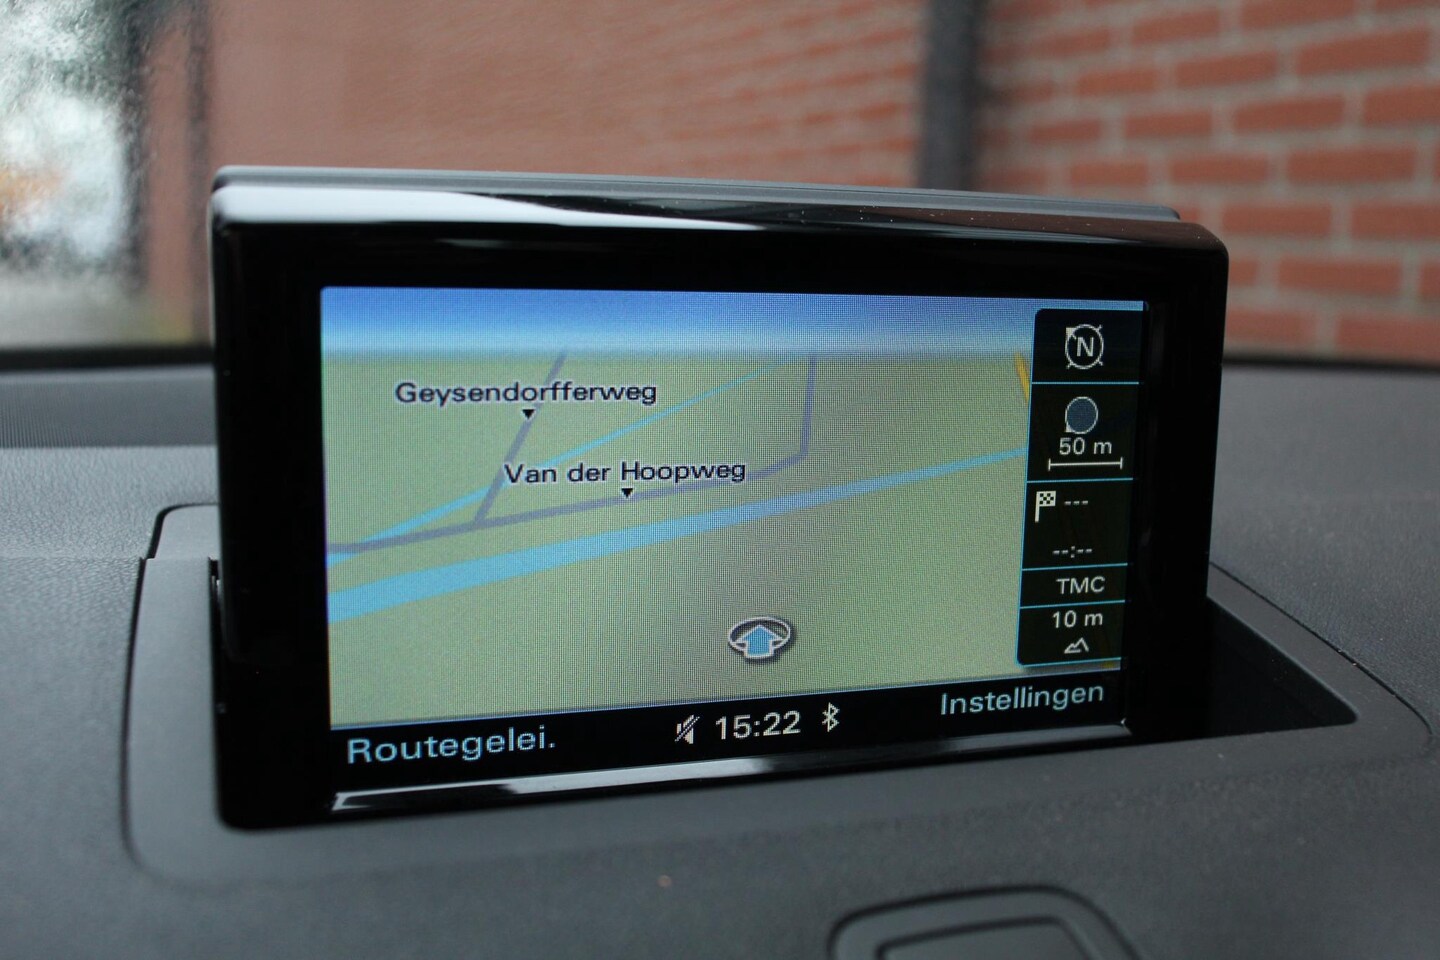 Geysendorfferweg
Van der Hoopweg
N
50 m
---
--:--
TMC
10 m
Routegelei.
15:22
Instellingen